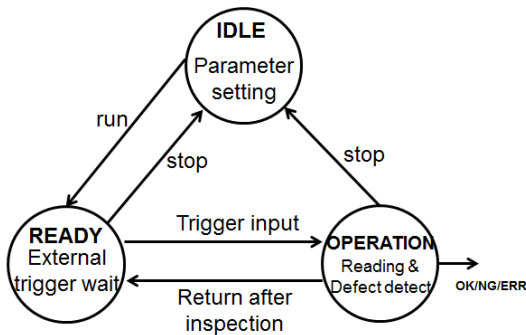 IDLE
Parameter
setting
run
stop
stop
READY
External
trigger wait
Trigger input
Return after
inspection
OPERATION
Reading &
Defect detect
OK/NG/ERR